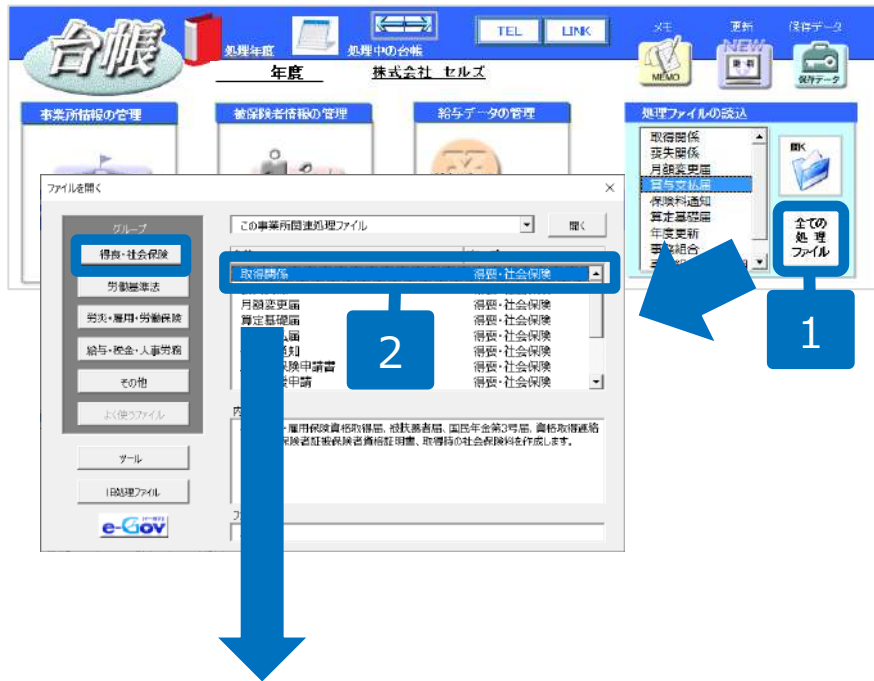 台帳
処理年度
処理中の台帳
TEL
LINK
メモ
更新
保存データ
年度
株式会社 セルズ
MEMO
NEW
保存データ
事業所情報の管理
被保険者情報の管理
給与データの管理
処理ファイルの読込
取得関係
喪失関係
月額変更届
賞与支払届
保険料通知
算定基礎届
年度更新
事務組合
開く
全ての
処 理
ファイル
1
ファイルを開く
グループ
得喪・社会保険
労働基準法
労災・雇用・労働保険
給与・税金・人事労務
その他
よく使うファイル
ツール
旧処理ファイル
e-Gov
この事業所関連処理ファイル
開く
取得関係 得喪・社会保険
月額変更届 得喪・社会保険
算定基礎届 得喪・社会保険
届 得喪・社会保険
通知 得喪・社会保険
保険申請書 得喪・社会保険
申請 得喪・社会保険
2
・雇用保険資格取得届、被扶養者届、国民年金第3号届、資格取得連絡
保険者証被保険者資格証明書、取得時の社会保険料を作成します。